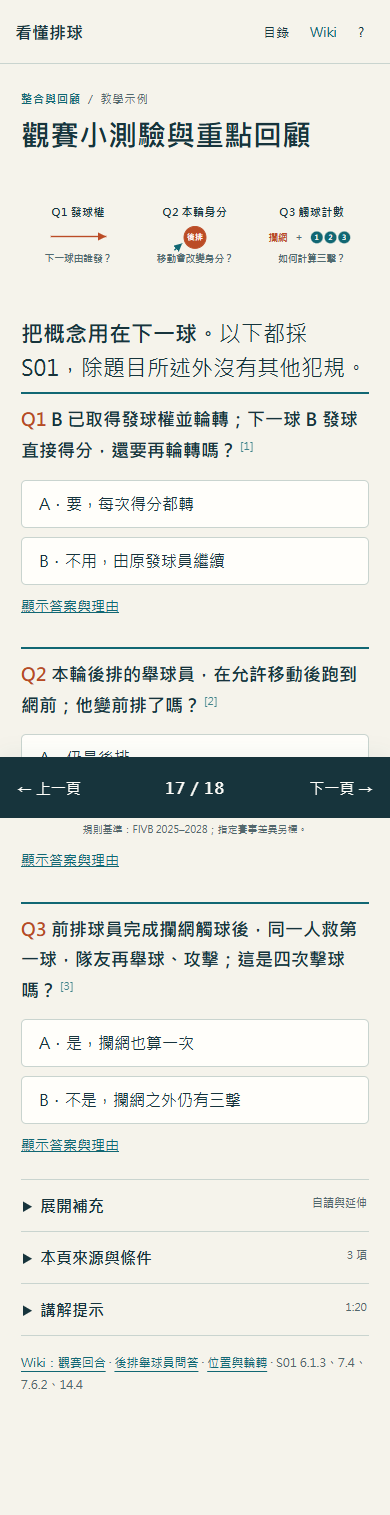 看懂排球
目錄 Wiki ?
整合與回顧 / 教學示例
觀賽小測驗與重點回顧
Q1 發球權
下一球由誰發？
Q2 本輪身分
後排
移動會改變身分？
Q3 觸球計數
攔網 + 1 2 3
如何計算三擊？
把概念用在下一球。以下都採
S01，除題目所述外沒有其他犯規。
Q1 B 已取得發球權並輪轉；下一球 B 發球
直接得分，還要再輪轉嗎？ [1]
A．要，每次得分都轉
B．不用，由原發球員繼續
顯示答案與理由
Q2 本輪後排的舉球員，在允許移動後跑到
網前；他變前排了嗎？ [2]
A．仍是後排
← 上一頁 17 / 18 下一頁 →
規則基準：FIVB 2025–2028；指定賽事差異另標。
顯示答案與理由
Q3 前排球員完成攔網觸球後，同一人救第
一球，隊友再舉球、攻擊；這是四次擊球
嗎？ [3]
A．是，攔網也算一次
B．不是，攔網之外仍有三擊
顯示答案與理由
▶ 展開補充 自讀與延伸
▶ 本頁來源與條件 3 項
▶ 講解提示 1:20
Wiki：觀賽回合 · 後排舉球員問答 · 位置與輪轉 · S01 6.1.3、7.4、
7.6.2、14.4